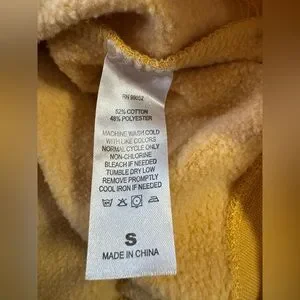 RN 99052
52% COTTON
48% POLYESTER
MACHINE WASH COLD
WITH LIKE COLORS
NORMAL CYCLE ONLY
NON-CHLORINE
BLEACH IF NEEDED
TUMBLE DRY LOW
REMOVE PROMPTLY
COOL IRON IF NEEDED
S
MADE IN CHINA